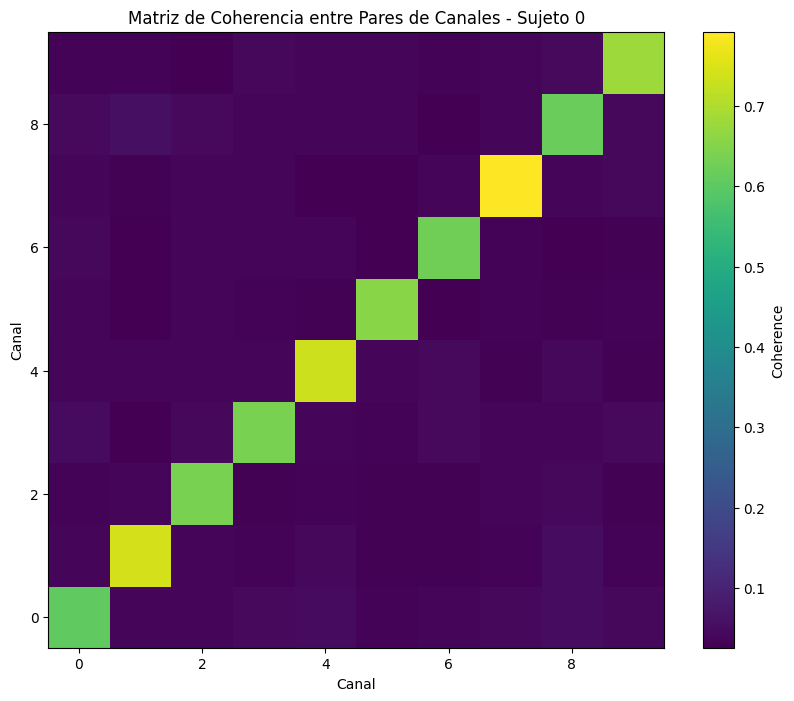 Matriz de Coherencia entre Pares de Canales - Sujeto 0
8
6
4
2
0
Canal
0 2 4 6 8
Canal
0.7
0.6
0.5
0.4
0.3
0.2
0.1
Coherence